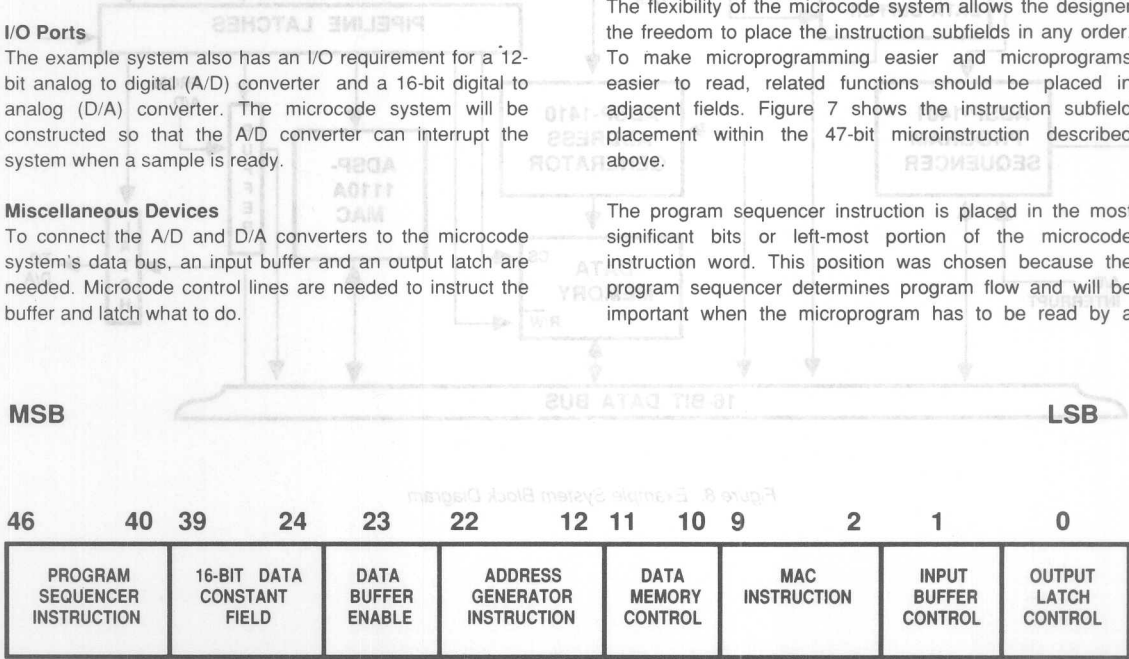 I/O Ports
The example system also has an I/O requirement for a 12-
bit analog to digital (A/D) converter and a 16-bit digital to
analog (D/A) converter. The microcode system will be
constructed so that the A/D converter can interrupt the
system when a sample is ready.
Miscellaneous Devices
To connect the A/D and D/A converters to the microcode
system's data bus, an input buffer and an output latch are
needed. Microcode control lines are needed to instruct the
buffer and latch what to do.
The flexibility of the microcode system allows the designer
the freedom to place the instruction subfields in any order.
To make microprogramming easier and microprograms
easier to read, related functions should be placed in
adjacent fields. Figure 7 shows the instruction subfield
placement within the 47-bit microinstruction described
above.
The program sequencer instruction is placed in the most
significant bits or left-most portion of the microcode
instruction word. This position was chosen because the
program sequencer determines program flow and will be
important when the microprogram has to be read by a
MSB LSB
46 40 39 24 23 22 12 11 10 9 2 1 0
PROGRAM
SEQUENCER
INSTRUCTION
16-BIT DATA
CONSTANT
FIELD
DATA
BUFFER
ENABLE
ADDRESS
GENERATOR
INSTRUCTION
DATA
MEMORY
CONTROL
MAC
INSTRUCTION
INPUT
BUFFER
CONTROL
OUTPUT
LATCH
CONTROL